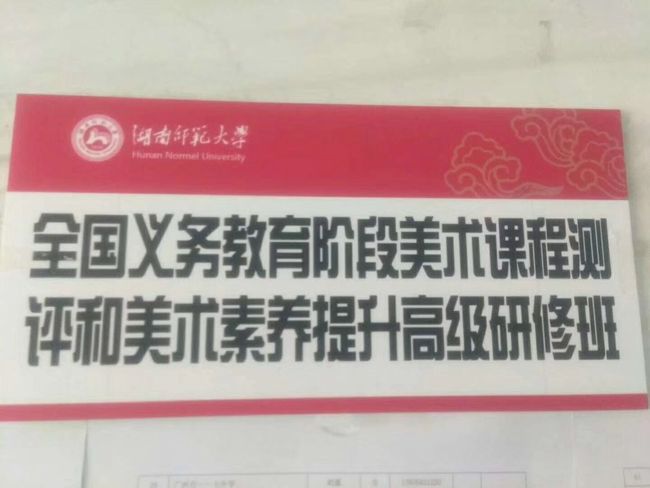 湖南师范大学
Hunan Normel University
全国义务教育阶段美术课程测
评和美术素养提升高级研修班